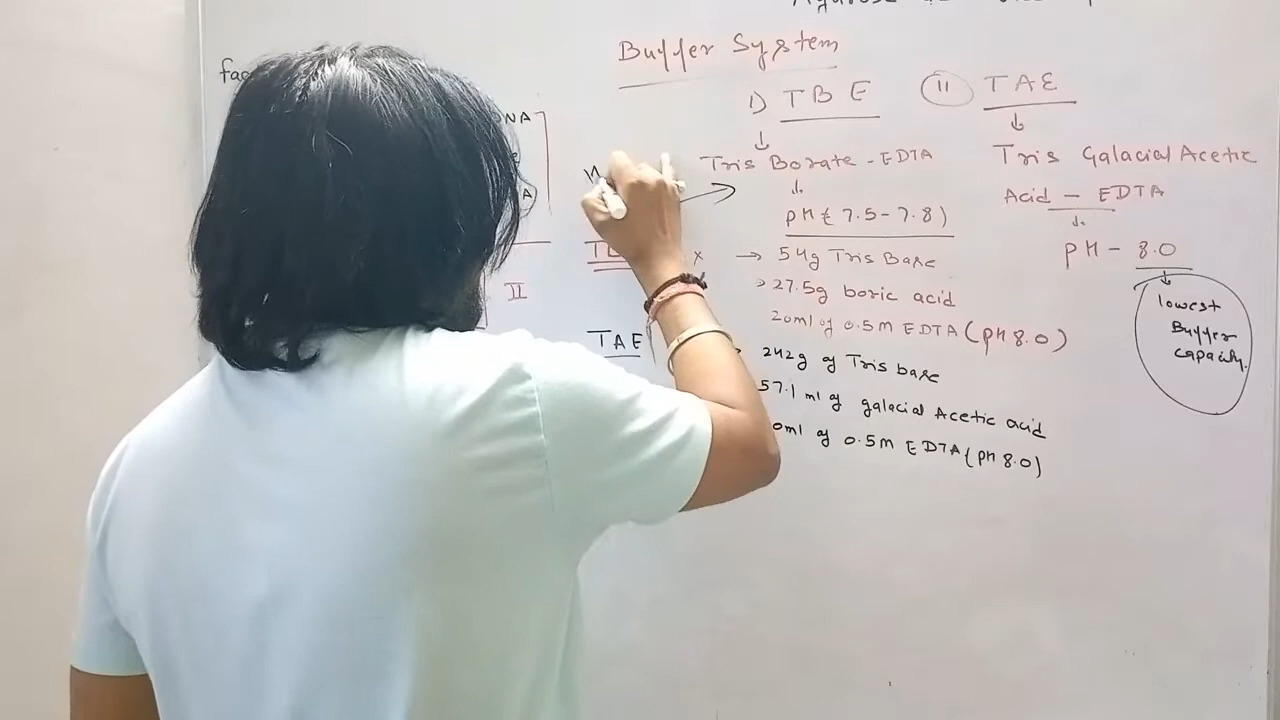 Buffer System
I) TBE
II TAE
Tris Borate - EDTA
Tris Galacial Acetic
Acid - EDTA
pH (7.5-7.8)
pH - 8.0
lowest
Buffer
capacity.
→ 54g Tris Base
27.5g boric acid
20ml of 0.5M EDTA (pH 8.0)
II
TAE
242g of Tris base
57.1 ml of galacial Acetic acid
0ml of 0.5M EDTA (pH 8.0)